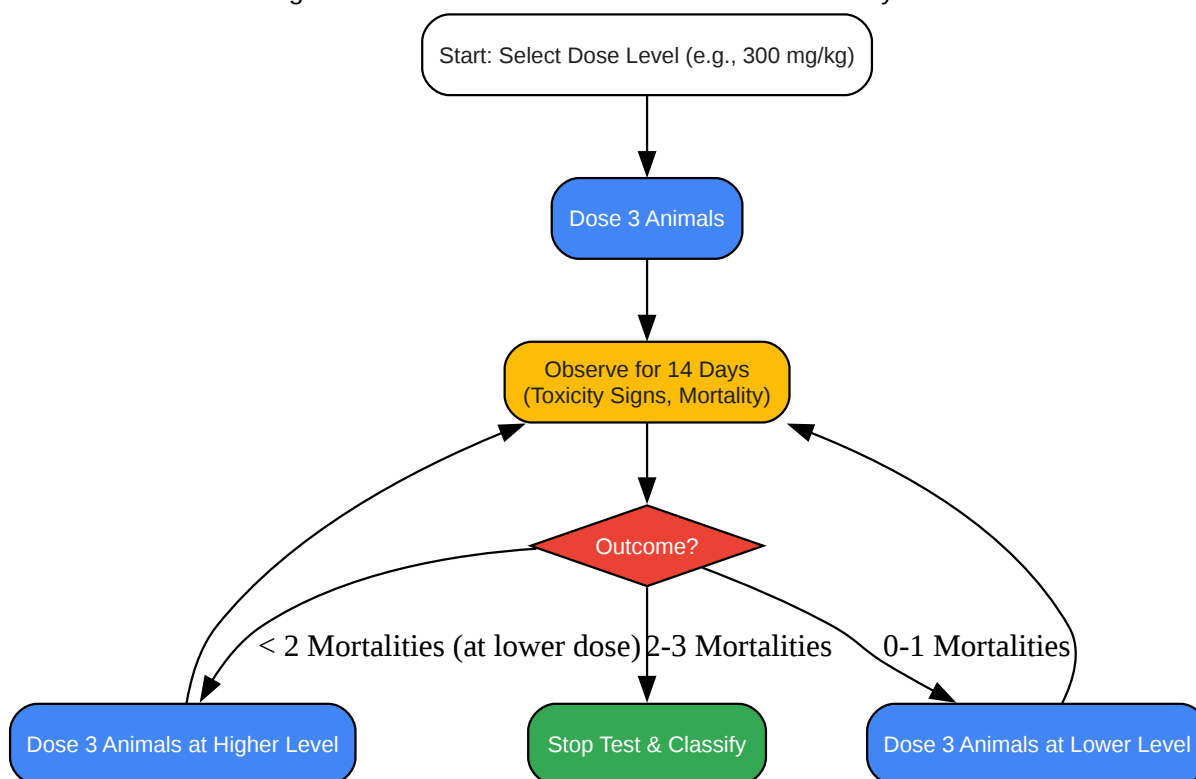 Start: Select Dose Level (e.g., 300 mg/kg)
Dose 3 Animals
Observe for 14 Days
(Toxicity Signs, Mortality)
Outcome?
< 2 Mortalities (at lower dose)
2-3 Mortalities
0-1 Mortalities
Dose 3 Animals at Higher Level
Stop Test & Classify
Dose 3 Animals at Lower Level